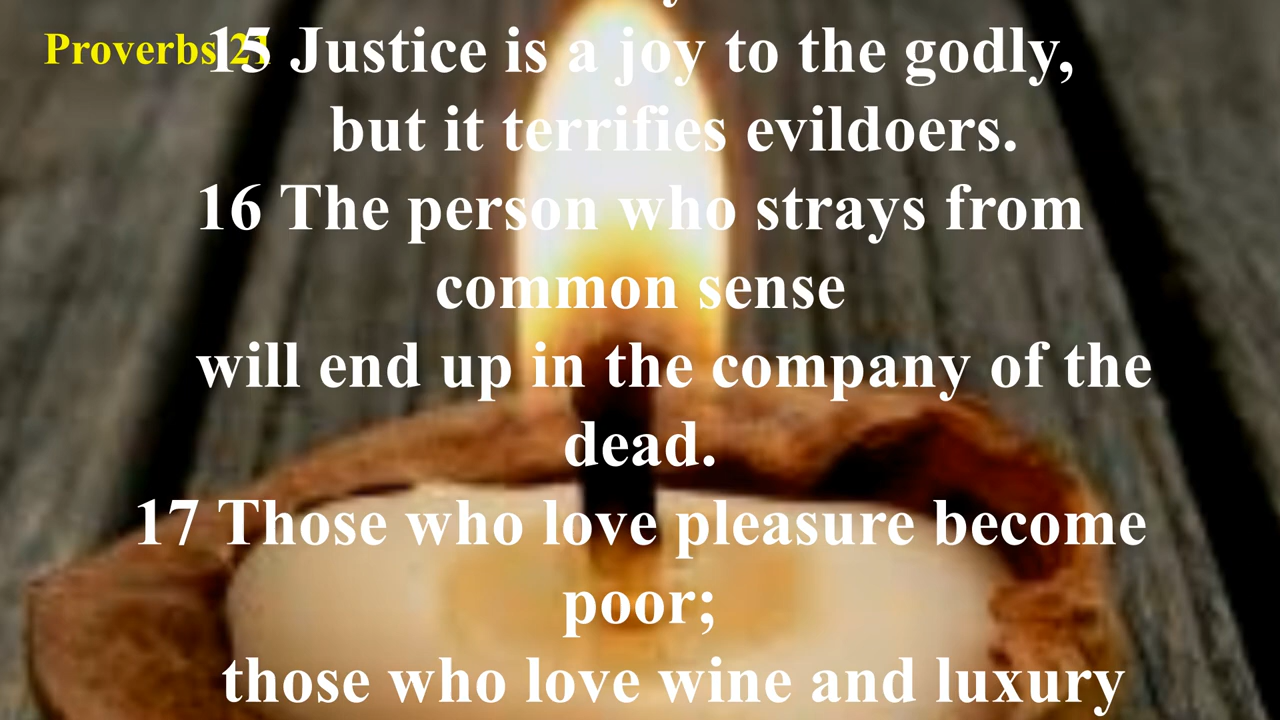 Proverbs 21
15 Justice is a joy to the godly,
but it terrifies evildoers.
16 The person who strays from
common sense
will end up in the company of the
dead.
17 Those who love pleasure become
poor;
those who love wine and luxury